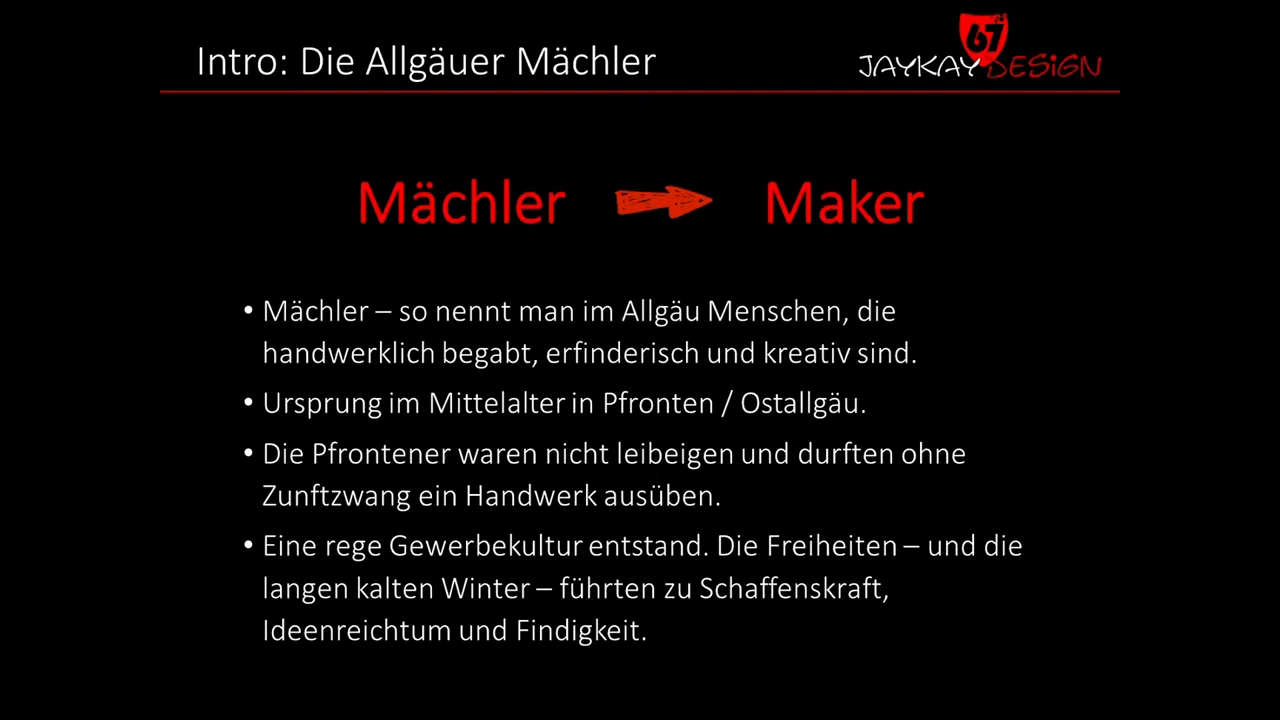 Intro: Die Allgäuer Mächler
67
JAYKAY DESiGN
Mächler Maker
• Mächler – so nennt man im Allgäu Menschen, die
handwerklich begabt, erfinderisch und kreativ sind.
• Ursprung im Mittelalter in Pfronten / Ostallgäu.
• Die Pfrontener waren nicht leibeigen und durften ohne
Zunftzwang ein Handwerk ausüben.
• Eine rege Gewerbekultur entstand. Die Freiheiten – und die
langen kalten Winter – führten zu Schaffenskraft,
Ideenreichtum und Findigkeit.